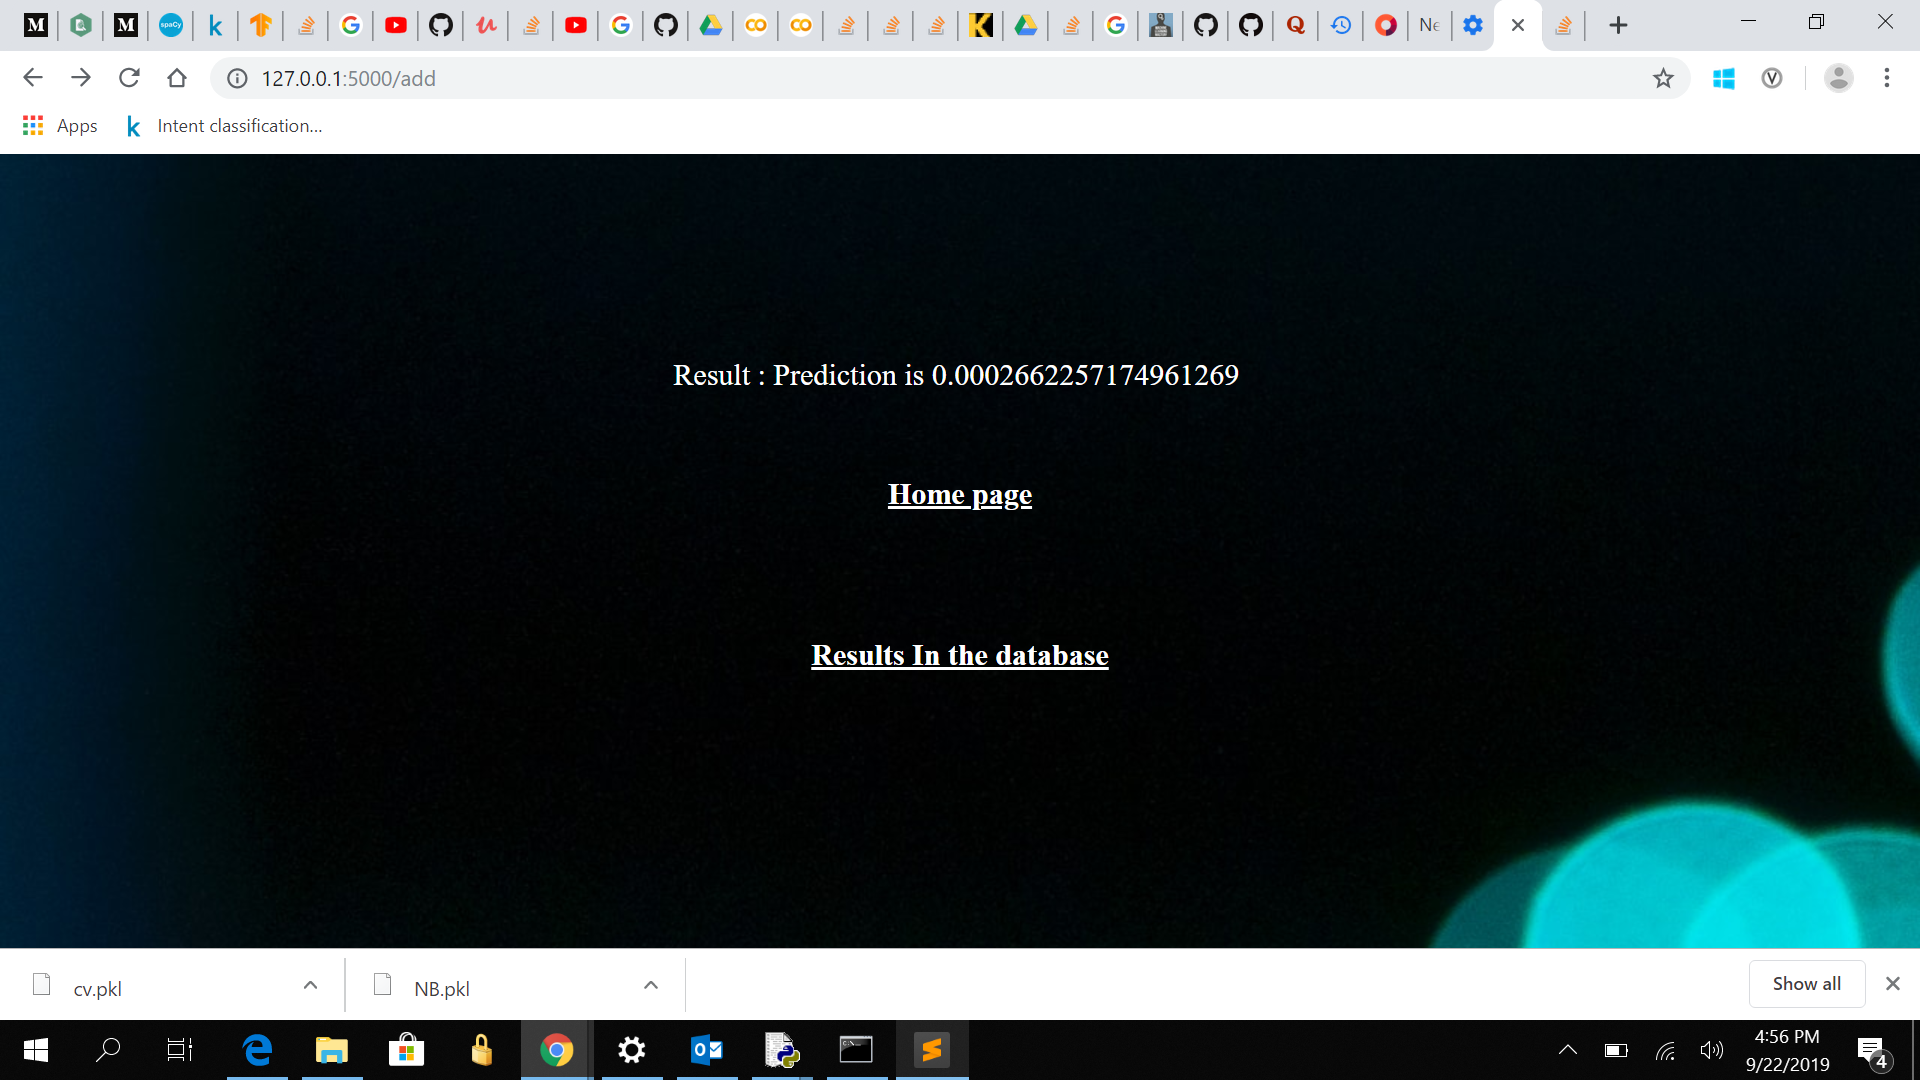 M M spaCy k K Q Ne
127.0.0.1:5000/add
Apps k Intent classification...
Result : Prediction is 0.0002662257174961269
Home page
Results In the database
cv.pkl NB.pkl Show all
4:56 PM
9/22/2019
4